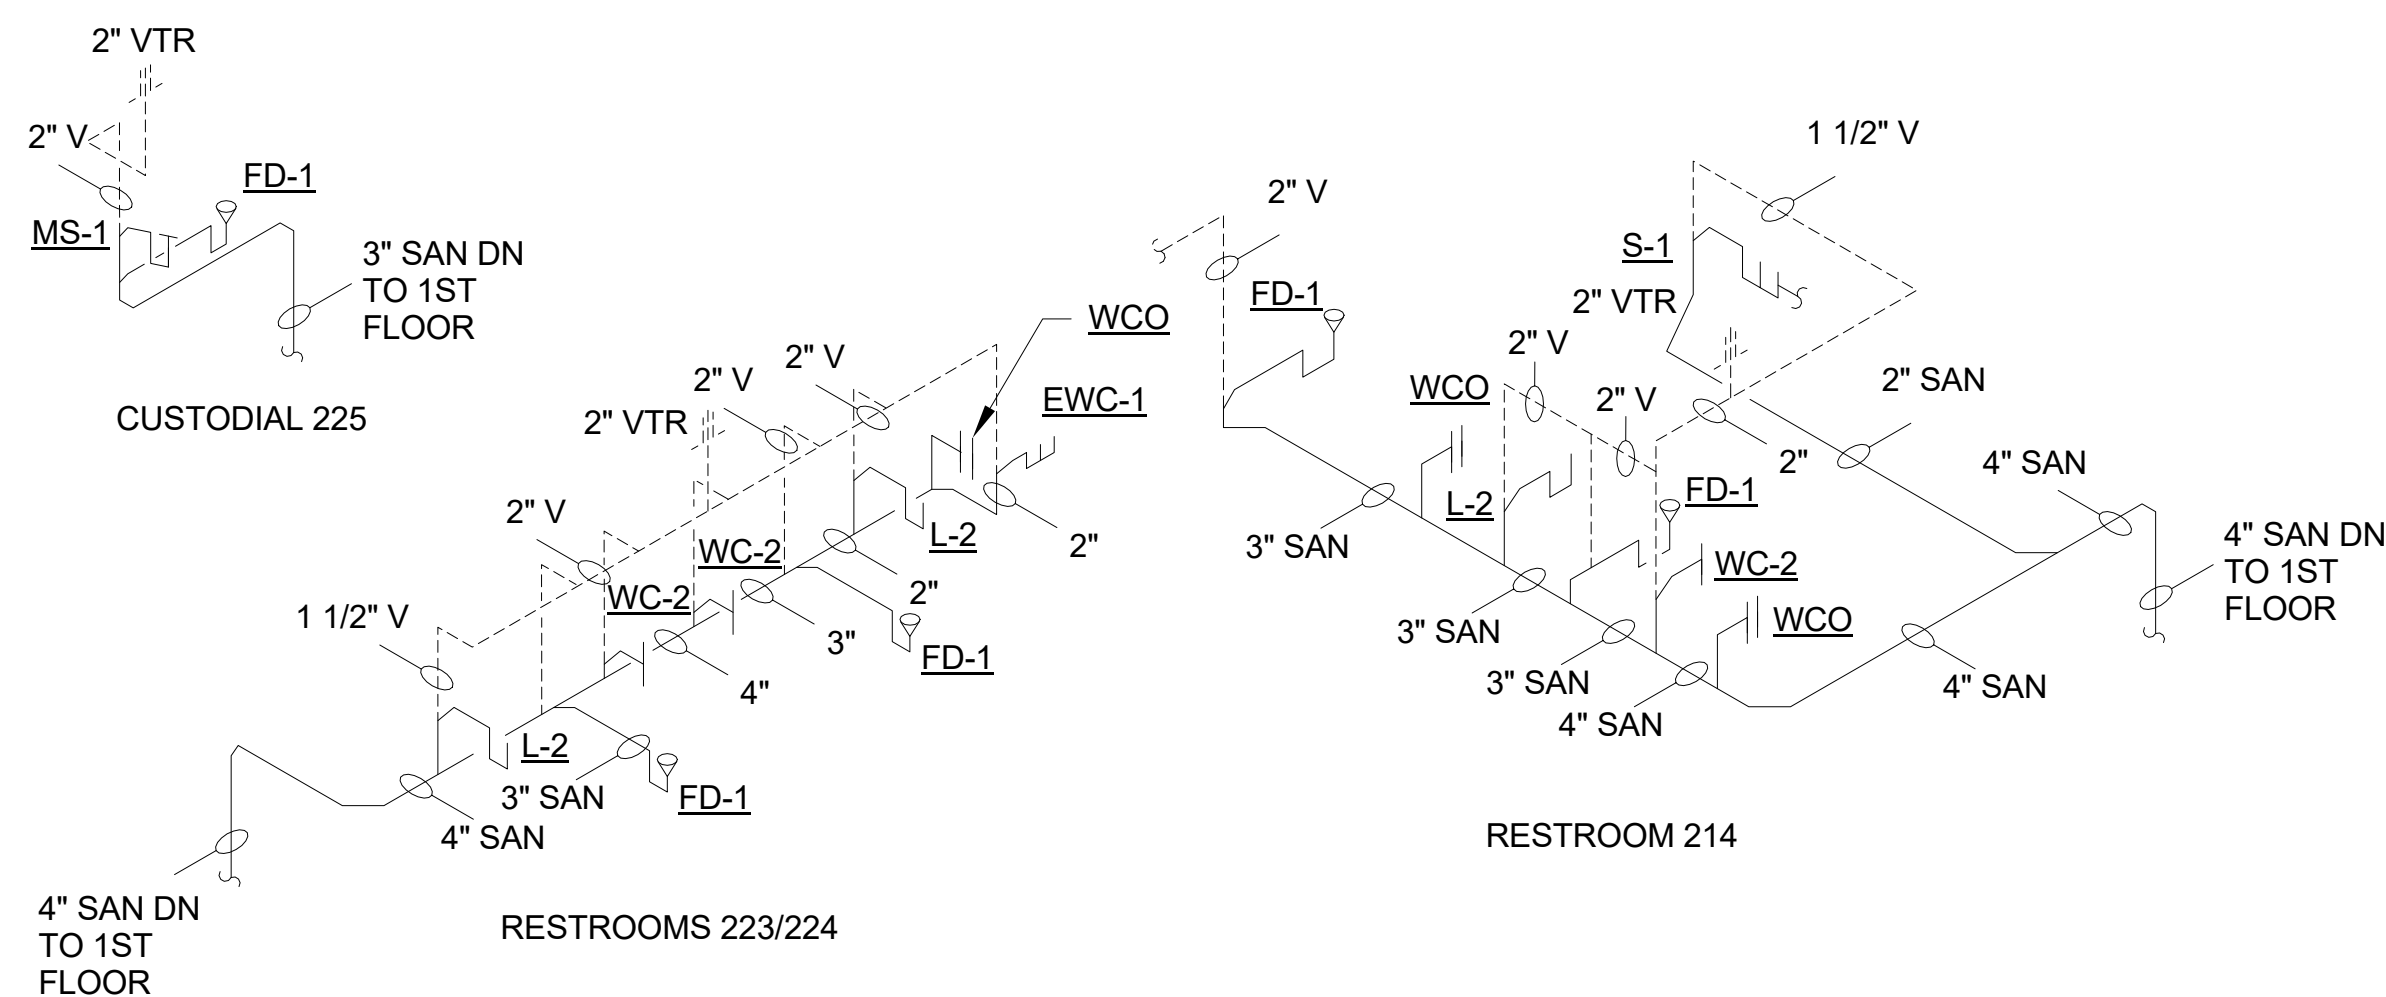 2" VTR
2" V
FD-1
MS-1
3" SAN DN
TO 1ST
FLOOR
CUSTODIAL 225
WCO
2" V
2" V
2" VTR
EWC-1
2" V
L-2
2"
WC-2
2"
WC-2
3"
1 1/2" V
FD-1
4"
L-2
3" SAN
FD-1
4" SAN
4" SAN DN
TO 1ST
FLOOR
RESTROOMS 223/224
1 1/2" V
2" V
S-1
FD-1
2" VTR
2" V
WCO
2" V
2" SAN
2"
4" SAN
L-2
FD-1
3" SAN
4" SAN DN
TO 1ST
FLOOR
WC-2
WCO
3" SAN
3" SAN
4" SAN
4" SAN
RESTROOM 214